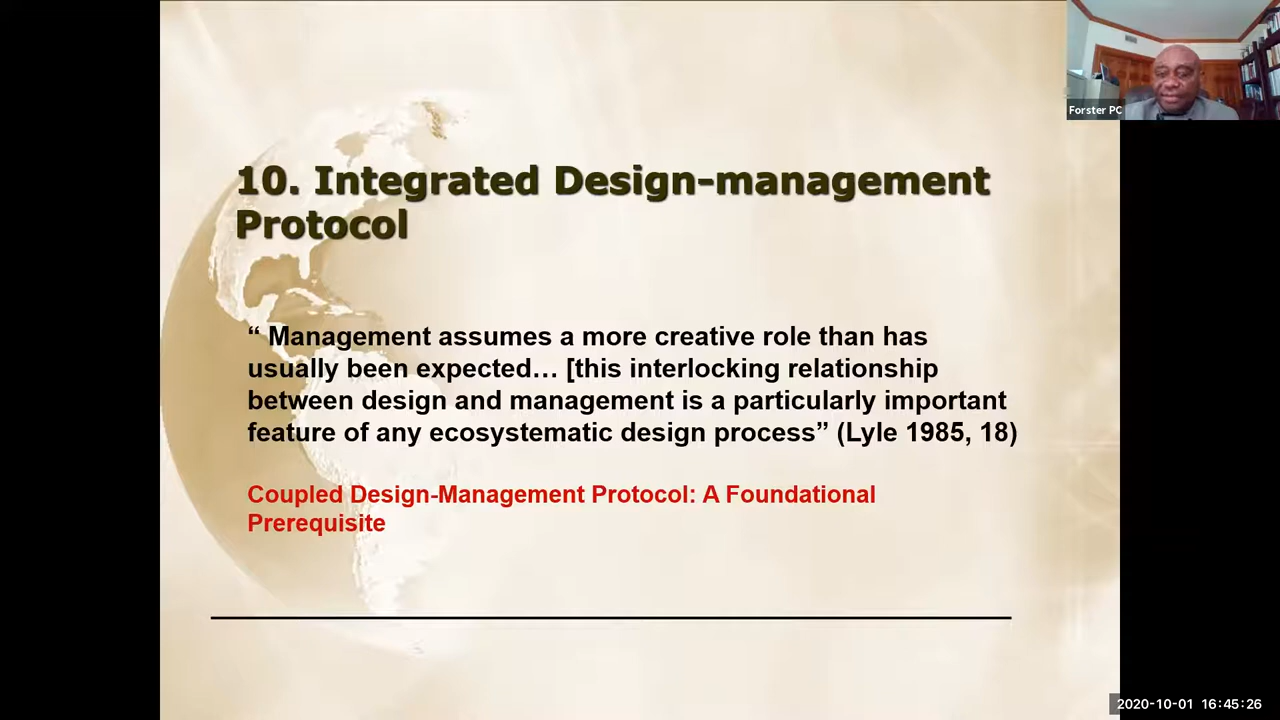 10. Integrated Design-management
Protocol
“ Management assumes a more creative role than has
usually been expected… [this interlocking relationship
between design and management is a particularly important
feature of any ecosystematic design process” (Lyle 1985, 18)
Coupled Design-Management Protocol: A Foundational
Prerequisite
Forster PC
2020-10-01 16:45:26